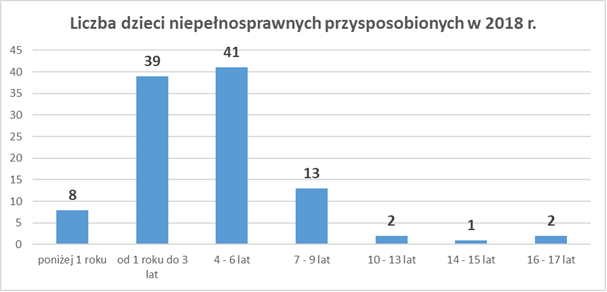 Liczba dzieci niepełnosprawnych przysposobionych w 2018 r.
45
40
35
30
25
20
15
10
5
0
8
39
41
13
2
1
2
poniżej 1 roku
od 1 roku do 3
lat
4 - 6 lat
7 - 9 lat
10 - 13 lat
14 - 15 lat
16 - 17 lat